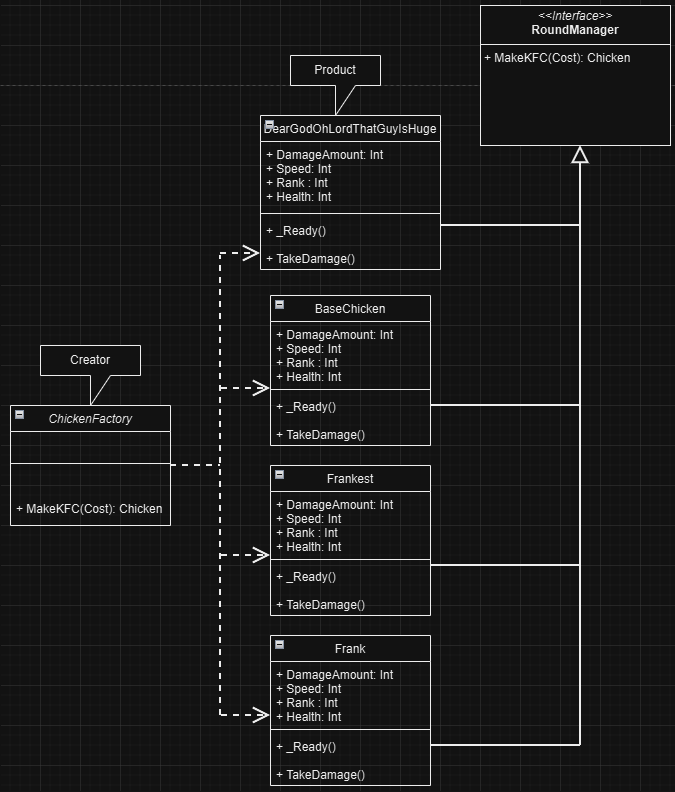 <<Interface>>
RoundManager
+ MakeKFC(Cost): Chicken
Product
DearGodOhLordThatGuyIsHuge
+ DamageAmount: Int
+ Speed: Int
+ Rank : Int
+ Health: Int
+ _Ready()
+ TakeDamage()
BaseChicken
+ DamageAmount: Int
+ Speed: Int
+ Rank : Int
+ Health: Int
+ _Ready()
+ TakeDamage()
Creator
ChickenFactory
+ MakeKFC(Cost): Chicken
Frankest
+ DamageAmount: Int
+ Speed: Int
+ Rank : Int
+ Health: Int
+ _Ready()
+ TakeDamage()
Frank
+ DamageAmount: Int
+ Speed: Int
+ Rank : Int
+ Health: Int
+ _Ready()
+ TakeDamage()